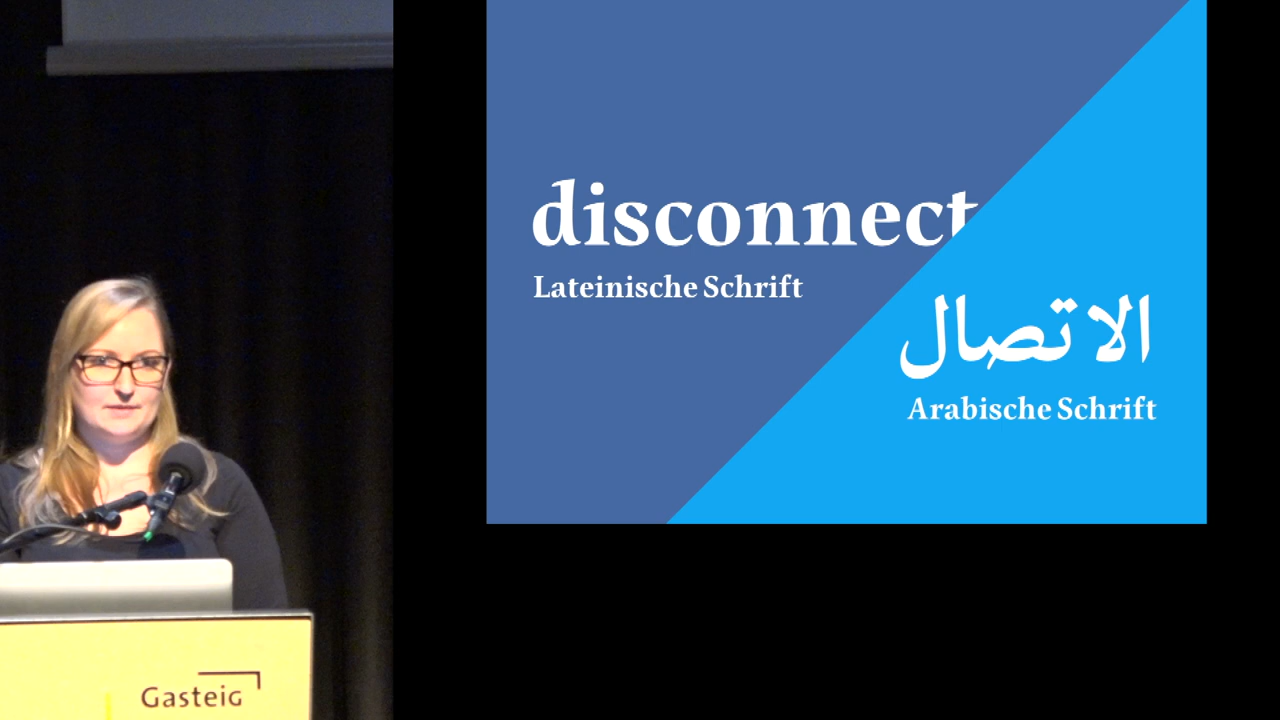 disconnect
Lateinische Schrift
الاتصال
Arabische Schrift
Gasteig